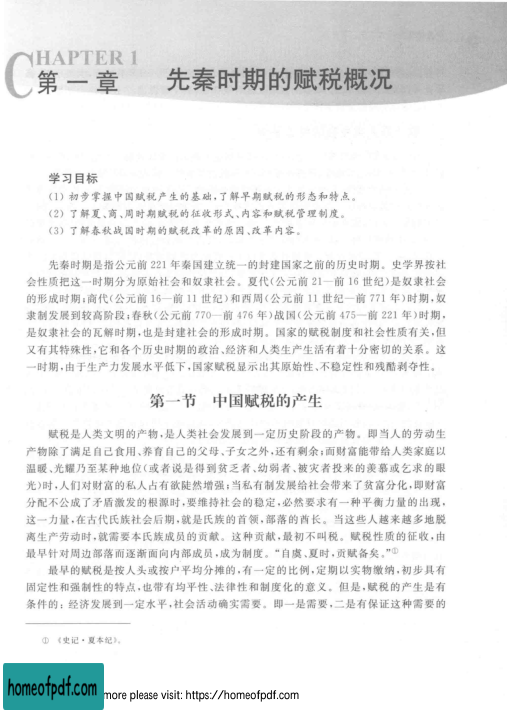 CHAPTER 1
第一章 先秦时期的赋税概况
学习目标
(1) 初步掌握中国赋税产生的基础,了解早期赋税的形态和特点。
(2) 了解夏、商、周时期赋税的征收形式、内容和赋税管理制度。
(3) 了解春秋战国时期的赋税改革的原因、改革内容。
先秦时期是指公元前 221 年秦国建立统一的封建国家之前的历史时期。史学界按社
会性质把这一时期分为原始社会和奴隶社会。夏代(公元前 21—前 16 世纪)是奴隶社会
的形成时期;商代(公元前 16—前 11 世纪)和西周(公元前 11 世纪—前 771 年)时期,奴
隶制发展到较高阶段;春秋(公元前 770—前 476 年)战国(公元前 475—前 221 年)时期,
是奴隶社会的瓦解时期,也是封建社会的形成时期。国家的赋税制度和社会性质有关,但
又有其特殊性,它和各个历史时期的政治、经济和人类生产生活有着十分密切的关系。这
一时期,由于生产力发展水平低下,国家赋税显示出其原始性、不稳定性和残酷剥夺性。
第一节 中国赋税的产生
赋税是人类文明的产物,是人类社会发展到一定历史阶段的产物。即当人的劳动生
产物除了满足自己食用、养育自己的父母、子女之外,还有剩余;而财富能带给人类家庭以
温暖、光耀乃至某种地位(或者说是得到贫乏者、幼弱者、被灾者投来的羡慕或乞求的眼
光)时,人们对财富的私人占有欲陡然增强;当私有制发展给社会带来了贫富分化,即财富
分配不公成了矛盾激发的根源时,要维持社会的稳定,必然要求有一种平衡力量的出现,
这一力量,在古代氏族社会后期,就是氏族的首领,部落的酋长。当这些人越来越多地脱
离生产劳动时,就需要本氏族成员的贡献。这种贡献,最初不叫税。赋税性质的征收,由
最早针对周边部落而逐渐面向内部成员,成为制度。“自虞、夏时,贡赋备矣。”①
最早的赋税是按人头或按户平均分摊的,有一定的比例,定期以实物缴纳,初步具有
固定性和强制性的特点,也带有均平性、法律性和制度化的意义。但是,赋税的产生是有
条件的:经济发展到一定水平,社会活动确实需要。即一是需要,二是有保证这种需要的
① 《史记·夏本纪》。
homeofpdf.com
more please visit: https://homeofpdf.com